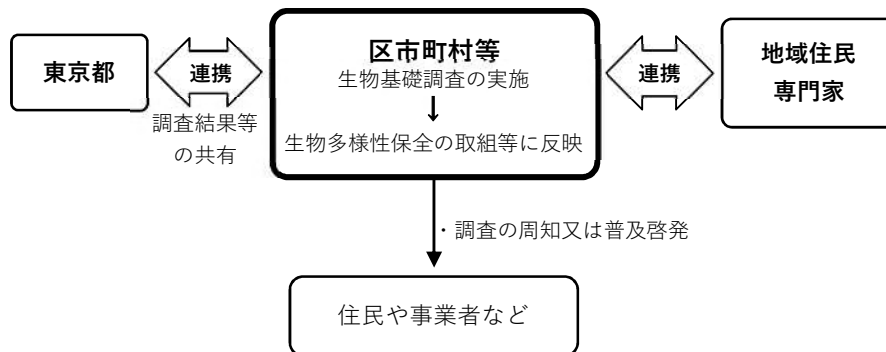 東京都
連携
調査結果等
の共有
区市町村等
生物基礎調査の実施
↓
生物多様性保全の取組等に反映
連携
地域住民
専門家
・調査の周知又は普及啓発
住民や事業者など